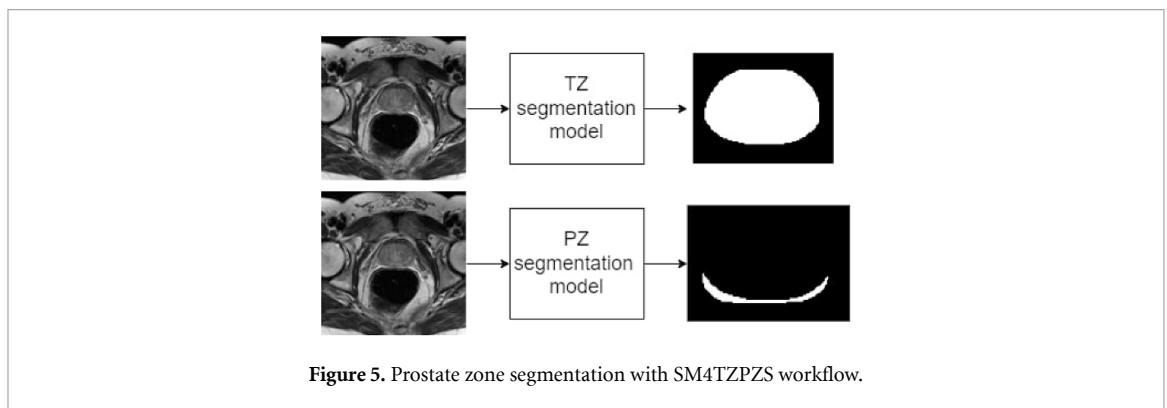 TZ
segmentation
model
PZ
segmentation
model
Figure 5. Prostate zone segmentation with SM4TZPZS workflow.